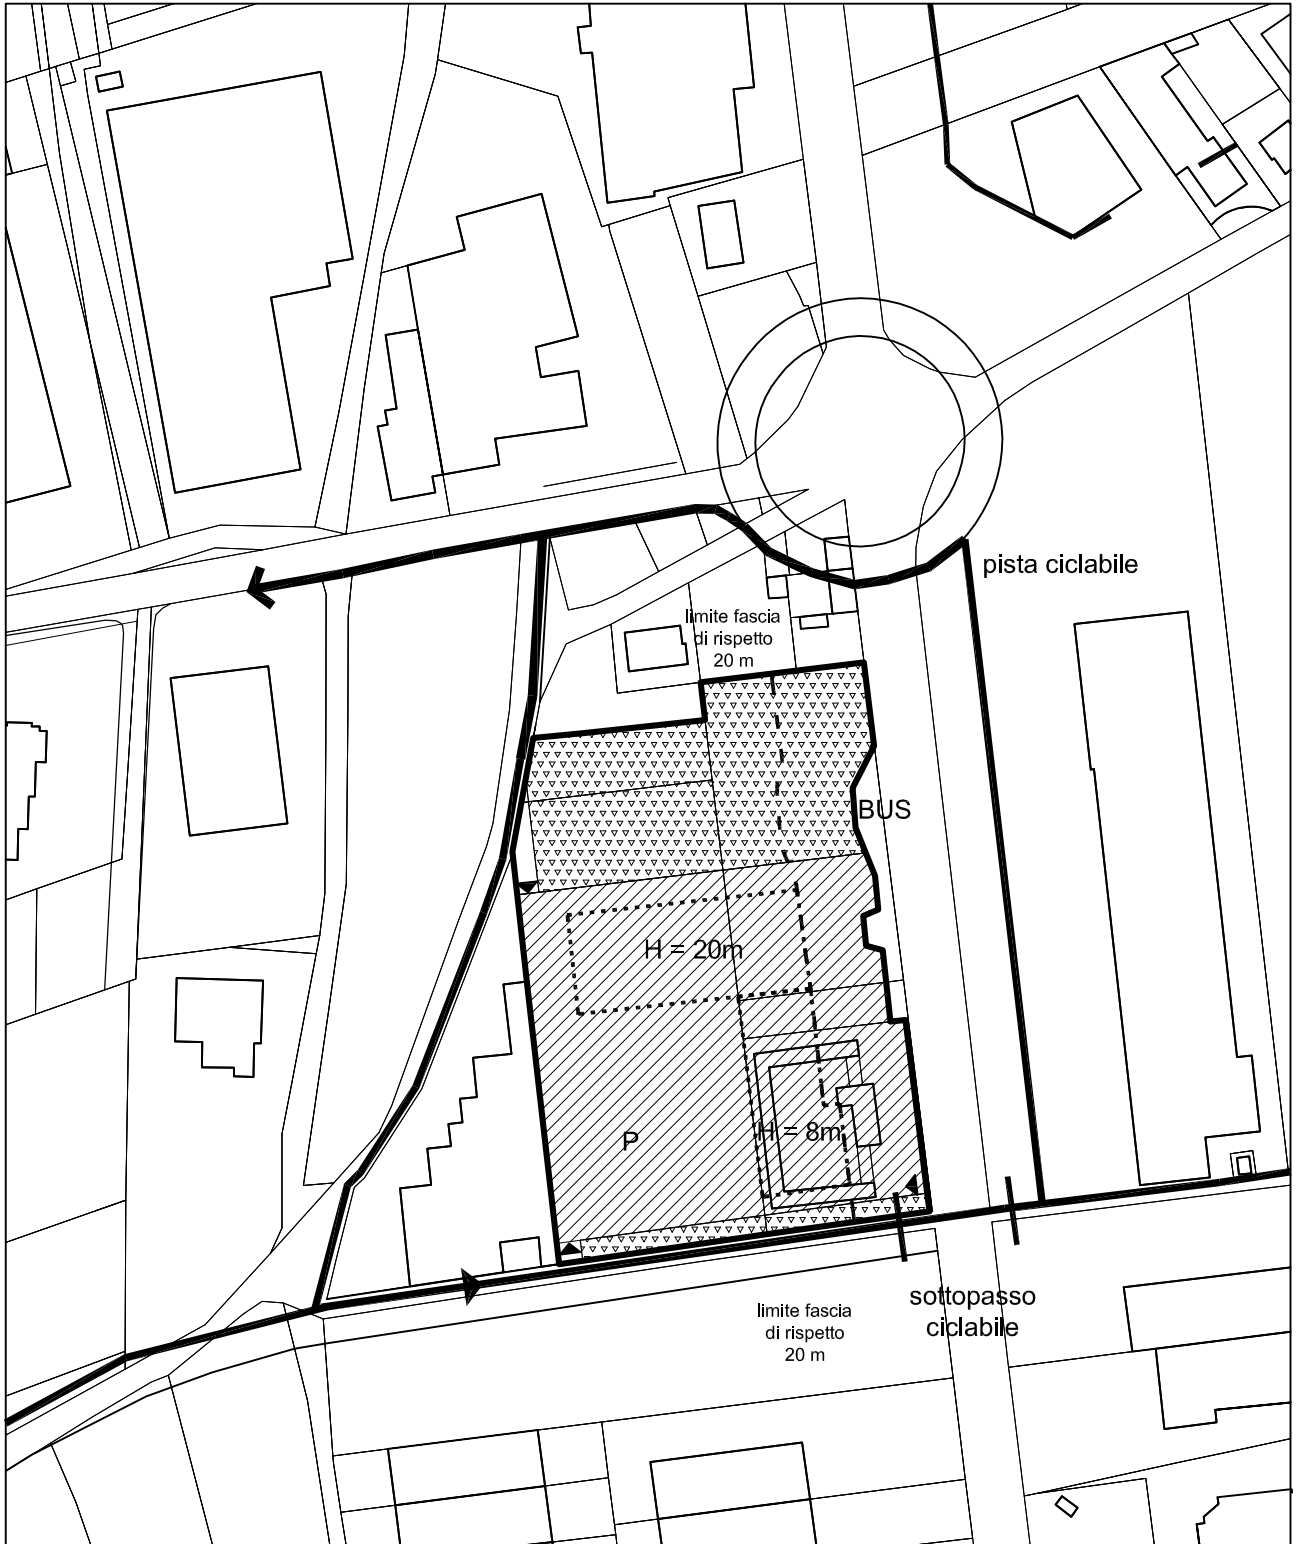 pista ciclabile
limite fascia
di rispetto
20 m
BUS
H = 20m
P
H = 8m
sottopasso
ciclabile
limite fascia
di rispetto
20 m